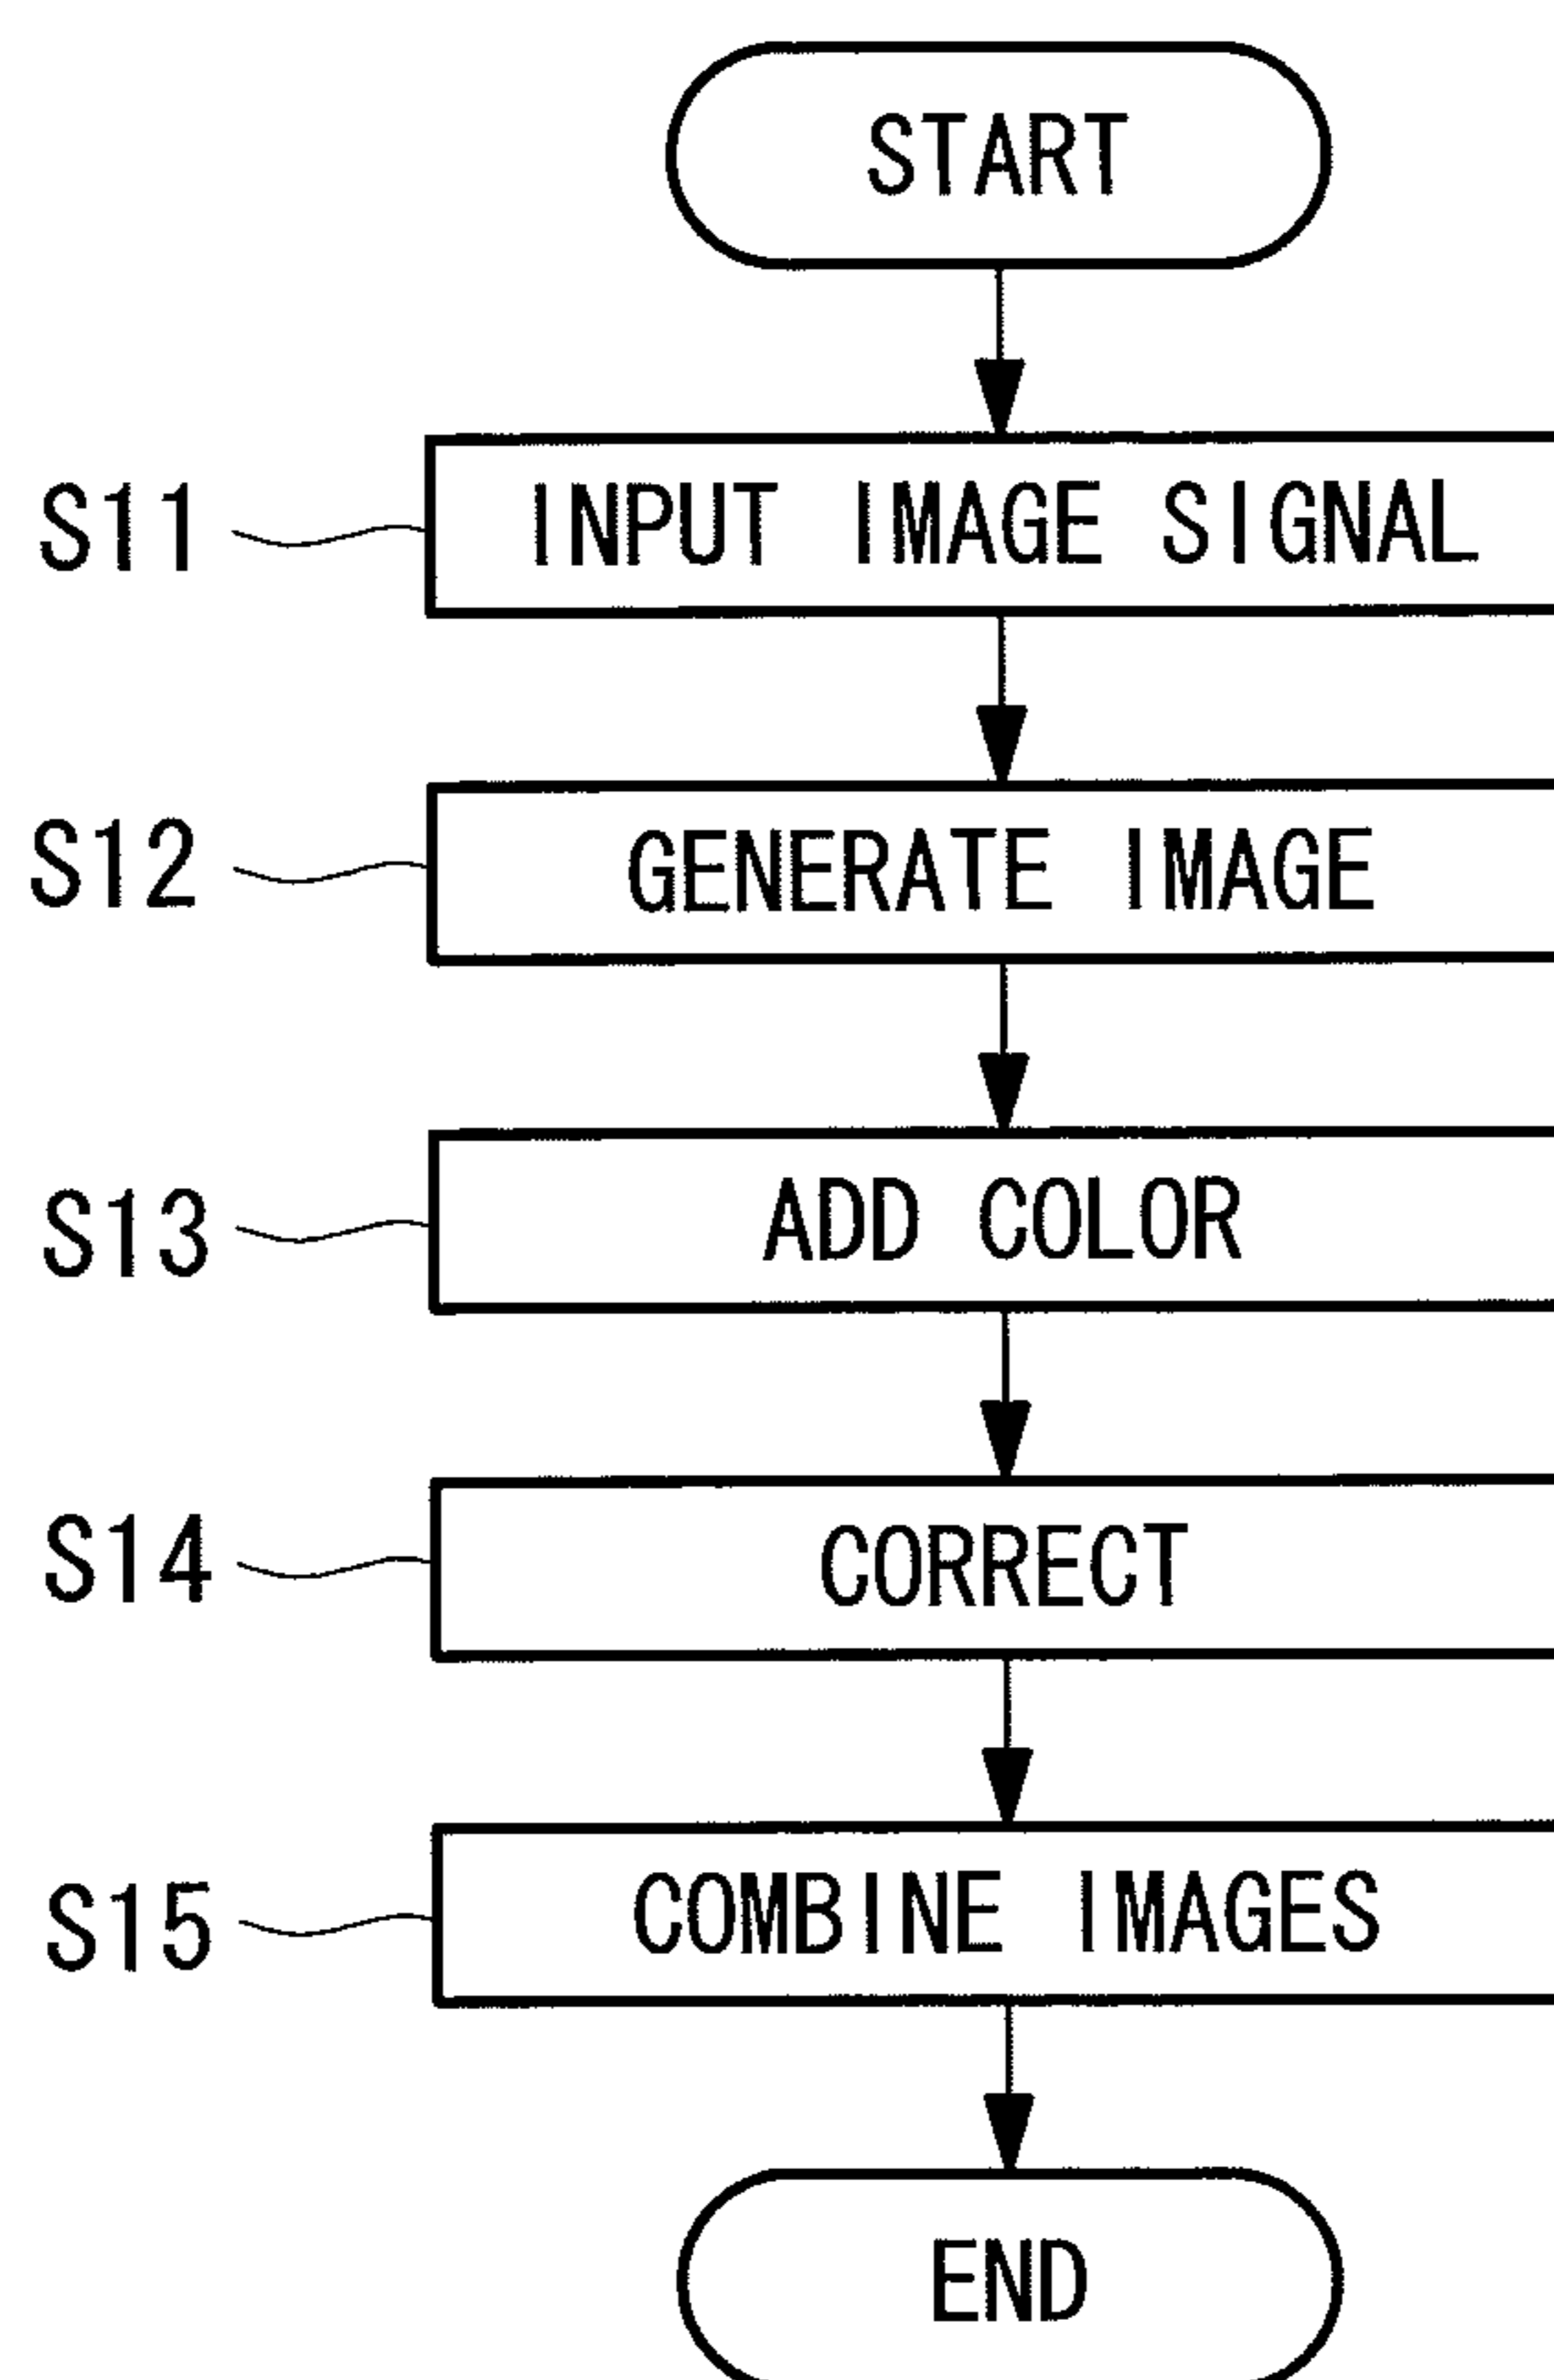 START
S11 INPUT IMAGE SIGNAL
S12 GENERATE IMAGE
S13 ADD COLOR
S14 CORRECT
S15 COMBINE IMAGES
END